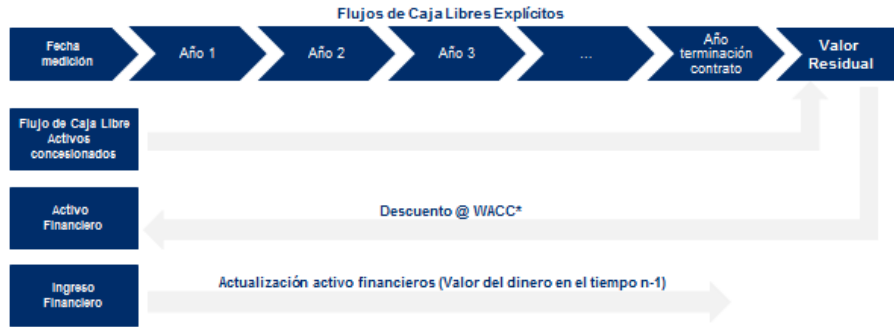 Flujos de Caja Libres Explícitos
Fecha
medición
Año 1
Año 2
Año 3
...
Año
terminación
contrato
Valor
Residual
Flujo de Caja Libre
Activos
concesionados
Activo
Financiero
Descuento @ WACC*
Ingreso
Financiero
Actualización activo financieros (Valor del dinero en el tiempo n-1)